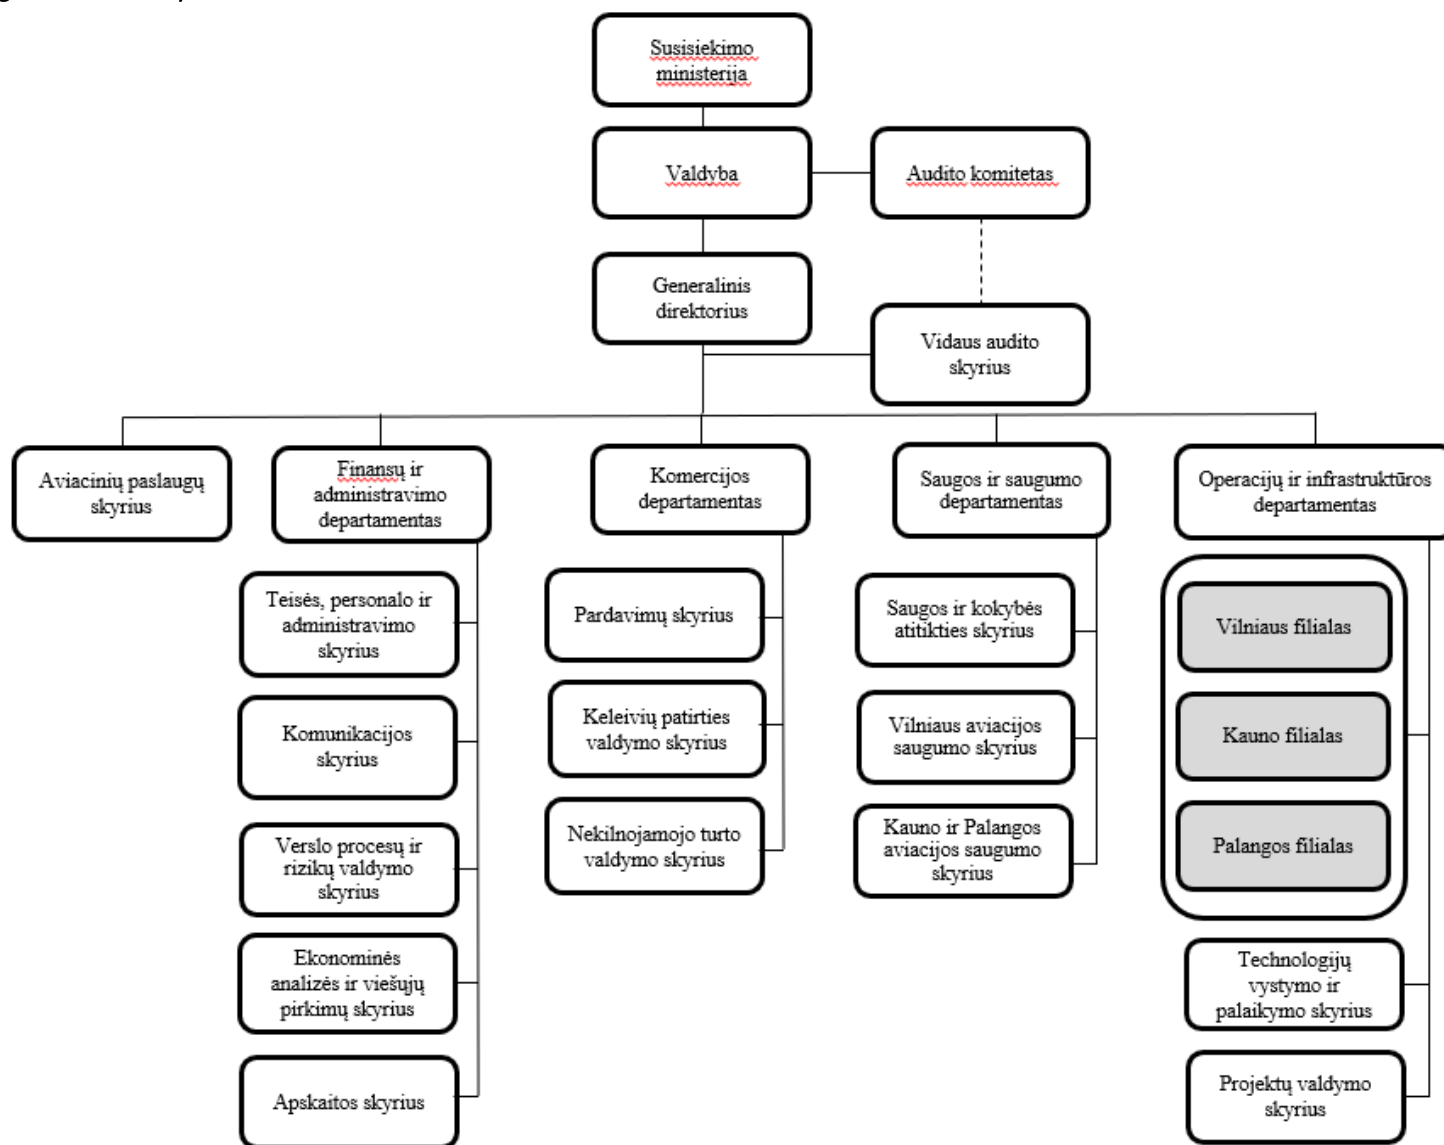 Susisiekimo
ministerija
Valdyba
Audito komitetas
Generalinis
direktorius
Vidaus audito
skyrius
Aviacinių paslaugų
skyrius
Finansų ir
administravimo
departamentas
Komercijos
departamentas
Saugos ir saugumo
departamentas
Operacijų ir infrastruktūros
departamentas
Teisės, personalo ir
administravimo
skyrius
Komunikacijos
skyrius
Verslo procesų ir
rizikų valdymo
skyrius
Ekonominės
analizės ir viešųjų
pirkimų skyrius
Apskaitos skyrius
Pardavimų skyrius
Keleivių patirties
valdymo skyrius
Nekilnojamojo turto
valdymo skyrius
Saugos ir kokybės
atitikties skyrius
Vilniaus aviacijos
saugumo skyrius
Kauno ir Palangos
aviacijos saugumo
skyrius
Vilniaus filialas
Kauno filialas
Palangos filialas
Technologijų
vystymo ir
palaikymo skyrius
Projektų valdymo
skyrius